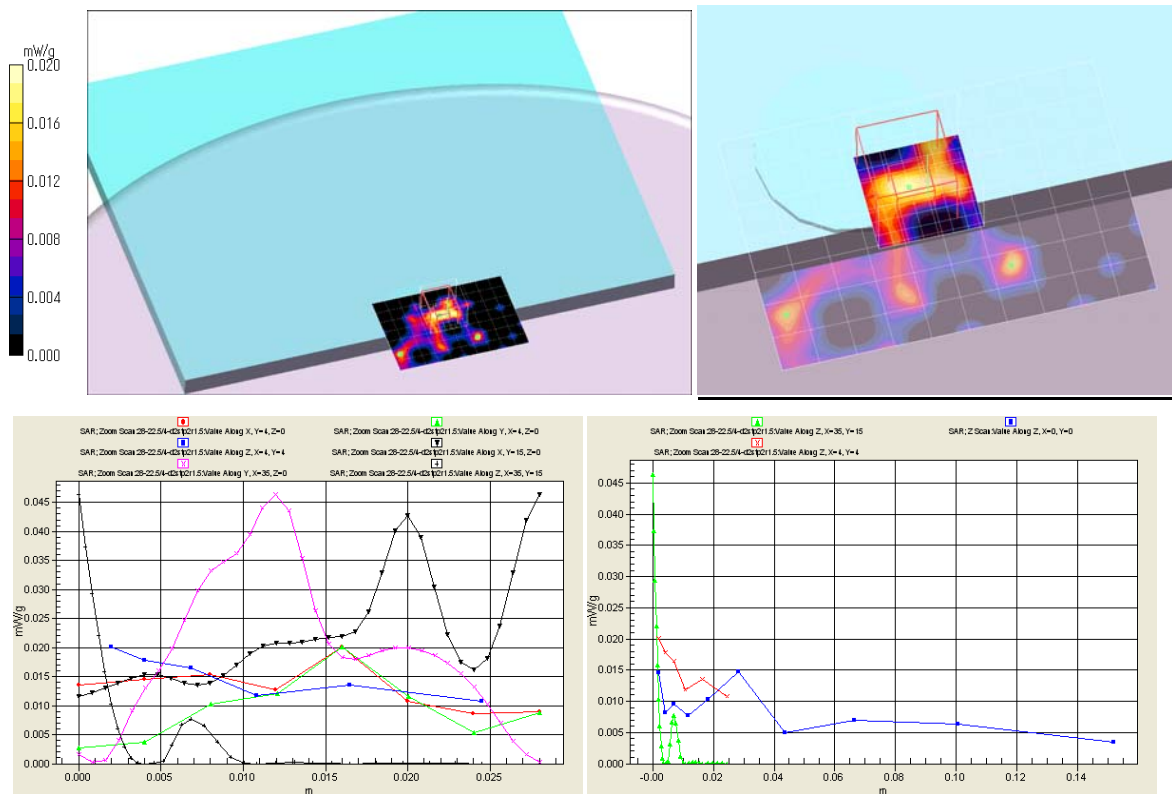 mW/g
0.020
0.016
0.012
0.008
0.004
0.000
SAR; Zoom Scan:28-22.5/4-d2s1p2r1.5:Value Along X, Y=4, Z=0
SAR; Zoom Scan:28-22.5/4-d2s1p2r1.5:Value Along Y, X=4, Z=0
SAR; Zoom Scan:28-22.5/4-d2s1p2r1.5:Value Along Z, X=4, Y=4
SAR; Zoom Scan:28-22.5/4-d2s1p2r1.5:Value Along X, Y=15, Z=0
SAR; Zoom Scan:28-22.5/4-d2s1p2r1.5:Value Along Y, X=35, Z=0
SAR; Zoom Scan:28-22.5/4-d2s1p2r1.5:Value Along Z, X=35, Y=15
0.045
0.040
0.035
0.030
0.025
0.020
0.015
0.010
0.005
0.000
mW/g
0.000
0.005
0.010
0.015
0.020
0.025
m
SAR; Zoom Scan:28-22.5/4-d2s1p2r1.5:Value Along Z, X=35, Y=15
SAR; Z Scan:Value Along Z, X=0, Y=0
SAR; Zoom Scan:28-22.5/4-d2s1p2r1.5:Value Along Z, X=4, Y=4
0.045
0.040
0.035
0.030
0.025
0.020
0.015
0.010
0.005
0.000
mW/g
-0.00
0.02
0.04
0.06
0.08
0.10
0.12
0.14
m